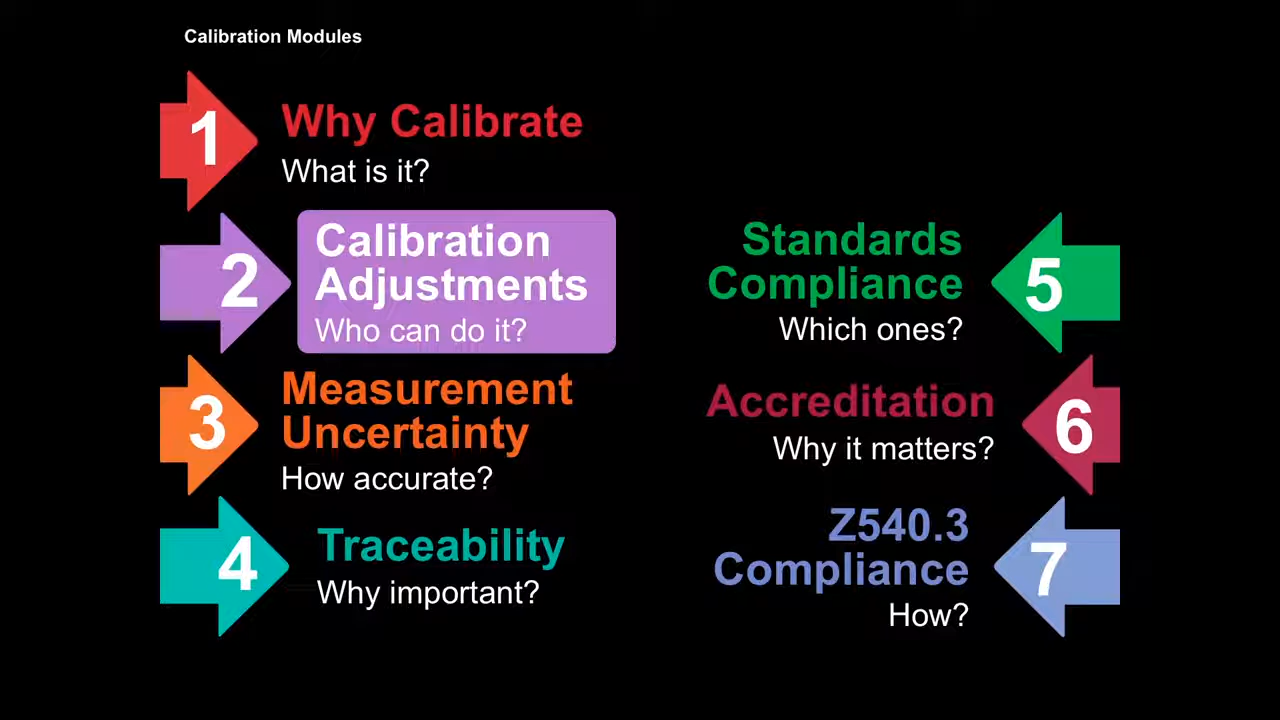 Calibration Modules
1
Why Calibrate
What is it?
2
Calibration
Adjustments
Who can do it?
3
Measurement
Uncertainty
How accurate?
4
Traceability
Why important?
Standards
Compliance
Which ones?
5
Accreditation
Why it matters?
6
Z540.3
Compliance
How?
7